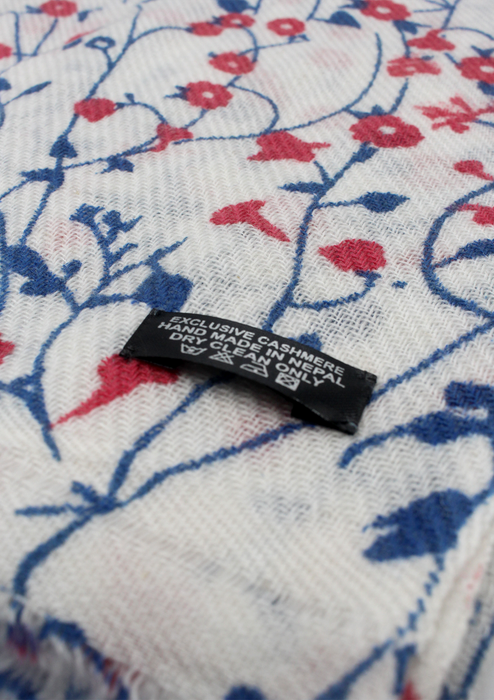 EXCLUSIVE CASHMERE
HAND MADE IN NEPAL
DRY CLEAN ONLY